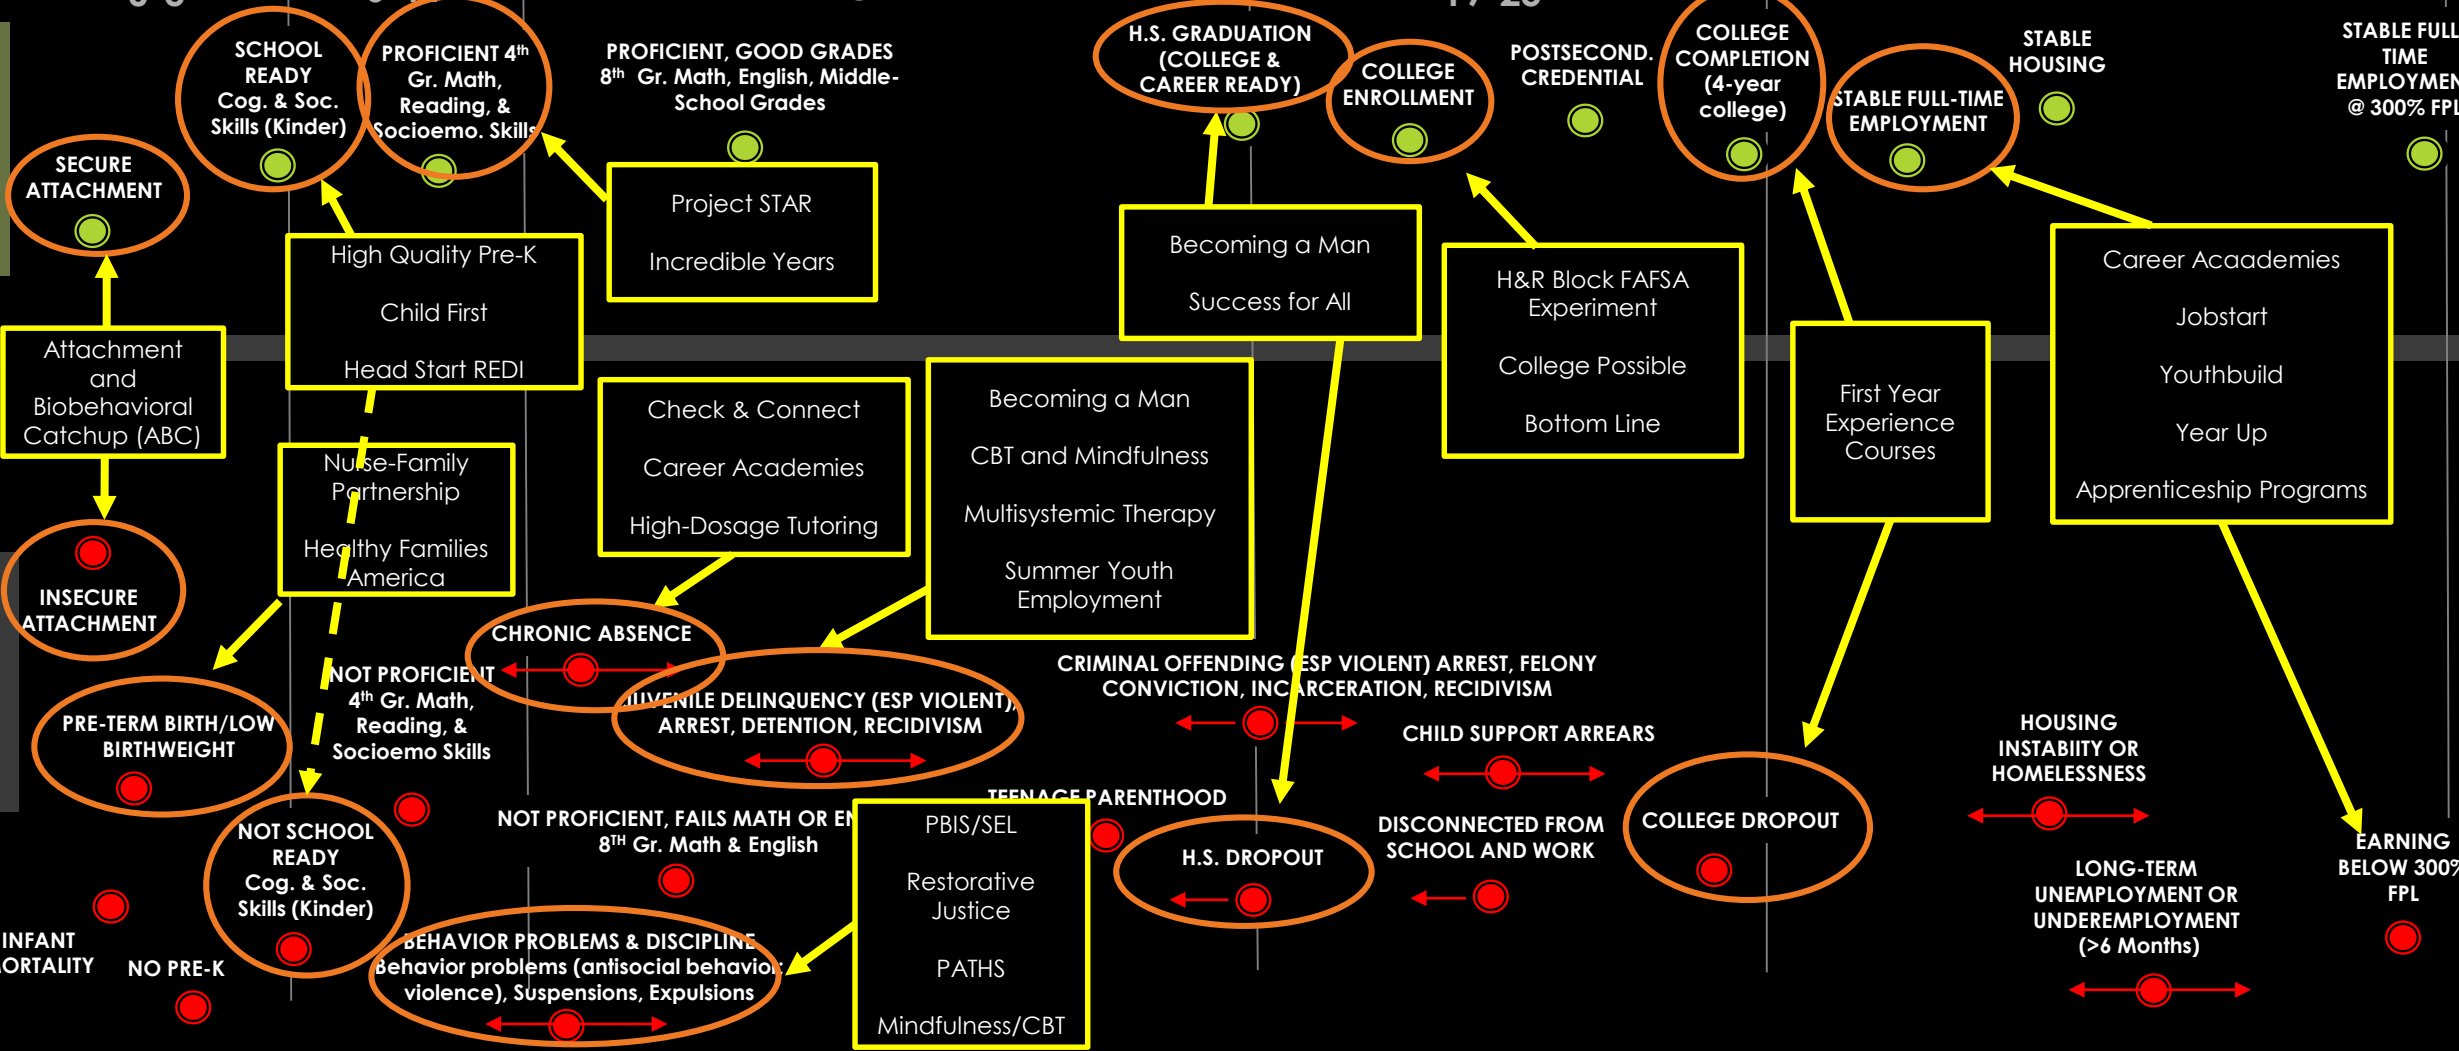 SCHOOL
READY
Cog. & Soc.
Skills (Kinder)
PROFICIENT 4th
Gr. Math,
Reading, &
Socioemo. Skills
PROFICIENT, GOOD GRADES
8th Gr. Math, English, Middle-
School Grades
H.S. GRADUATION
(COLLEGE &
CAREER READY)
COLLEGE
ENROLLMENT
POSTSECOND.
CREDENTIAL
COLLEGE
COMPLETION
(4-year
college)
STABLE FULL-TIME
EMPLOYMENT
STABLE
HOUSING
STABLE FULL
TIME
EMPLOYMEN
@ 300% FPL
SECURE
ATTACHMENT
Project STAR
Incredible Years
High Quality Pre-K
Child First
Head Start REDI
Becoming a Man
Success for All
H&R Block FAFSA
Experiment
College Possible
Bottom Line
Career Acaademies
Jobstart
Youthbuild
Year Up
Apprenticeship Programs
Attachment
and
Biobehavioral
Catchup (ABC)
Check & Connect
Career Academies
High-Dosage Tutoring
Becoming a Man
CBT and Mindfulness
Multisystemic Therapy
Summer Youth
Employment
First Year
Experience
Courses
Nurse-Family
Partnership
Healthy Families
America
INSECURE
ATTACHMENT
CHRONIC ABSENCE
NOT PROFICIENT
4th Gr. Math,
Reading, &
Socioemo Skills
JUVENILE DELINQUENCY (ESP VIOLENT),
ARREST, DETENTION, RECIDIVISM
CRIMINAL OFFENDING (ESP VIOLENT) ARREST, FELONY
CONVICTION, INCARCERATION, RECIDIVISM
PRE-TERM BIRTH/LOW
BIRTHWEIGHT
CHILD SUPPORT ARREARS
HOUSING
INSTABIITY OR
HOMELESSNESS
NOT SCHOOL
READY
Cog. & Soc.
Skills (Kinder)
NOT PROFICIENT, FAILS MATH OR EN
8TH Gr. Math & English
TEENAGE PARENTHOOD
PBIS/SEL
Restorative
Justice
PATHS
Mindfulness/CBT
H.S. DROPOUT
DISCONNECTED FROM
SCHOOL AND WORK
COLLEGE DROPOUT
EARNING
BELOW 300%
FPL
LONG-TERM
UNEMPLOYMENT OR
UNDEREMPLOYMENT
(>6 Months)
INFANT
ORTALITY
NO PRE-K
BEHAVIOR PROBLEMS & DISCIPLINE
Behavior problems (antisocial behavior;
violence), Suspensions, Expulsions